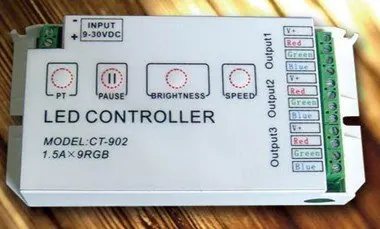 - INPUT
+ 9-30VDC
PT
PAUSE
BRIGHTNESS
SPEED
LED CONTROLLER
MODEL:CT-902
1.5A×9RGB
Output1
V+
Red
Green
Blue
Output2
V+
Red
Green
Blue
Output3
V+
Red
Green
Blue